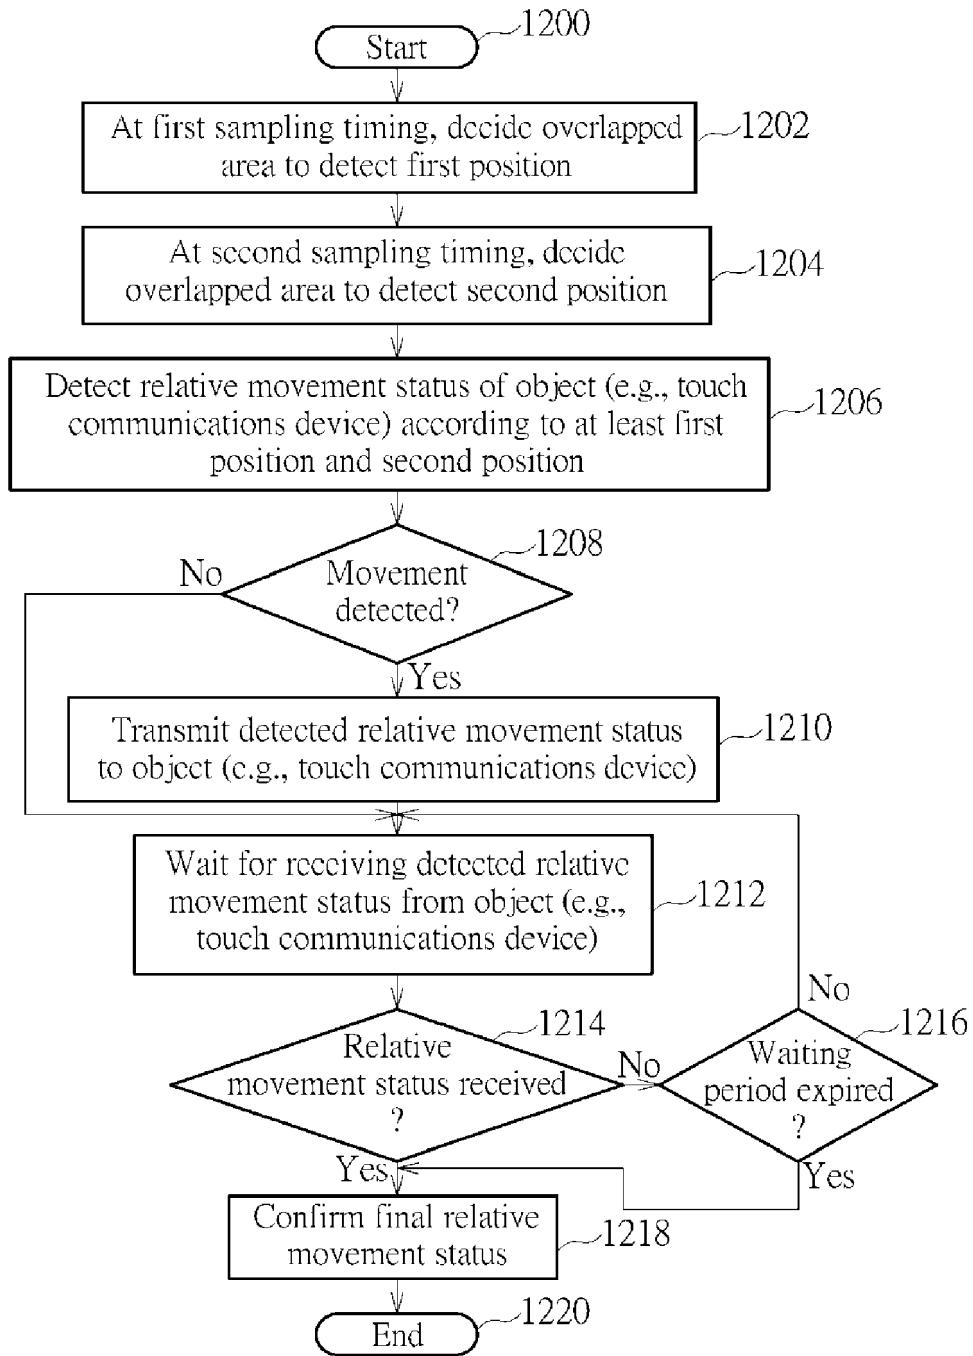 1200
Start
At first sampling timing, decide overlapped
area to detect first position
1202
At second sampling timing, decide
overlapped area to detect second position
1204
Detect relative movement status of object (e.g., touch
communications device) according to at least first
position and second position
1206
1208
No
Movement
detected?
Yes
Transmit detected relative movement status
to object (e.g., touch communications device)
1210
Wait for receiving detected relative
movement status from object (e.g.,
touch communications device)
1212
No
1214
1216
Relative
movement status received
?
No
Waiting
period expired
?
Yes
Yes
Confirm final relative
movement status
1218
End
1220